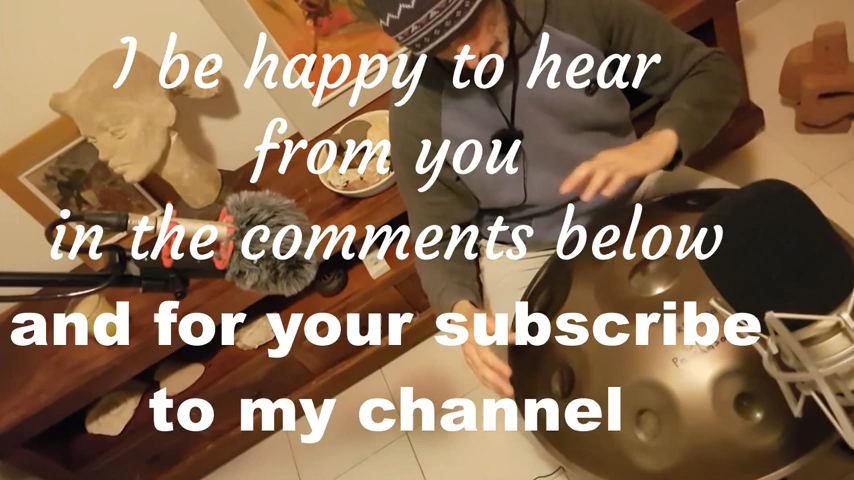 I be happy to hear
from you
in the comments below
and for your subscribe
to my channel